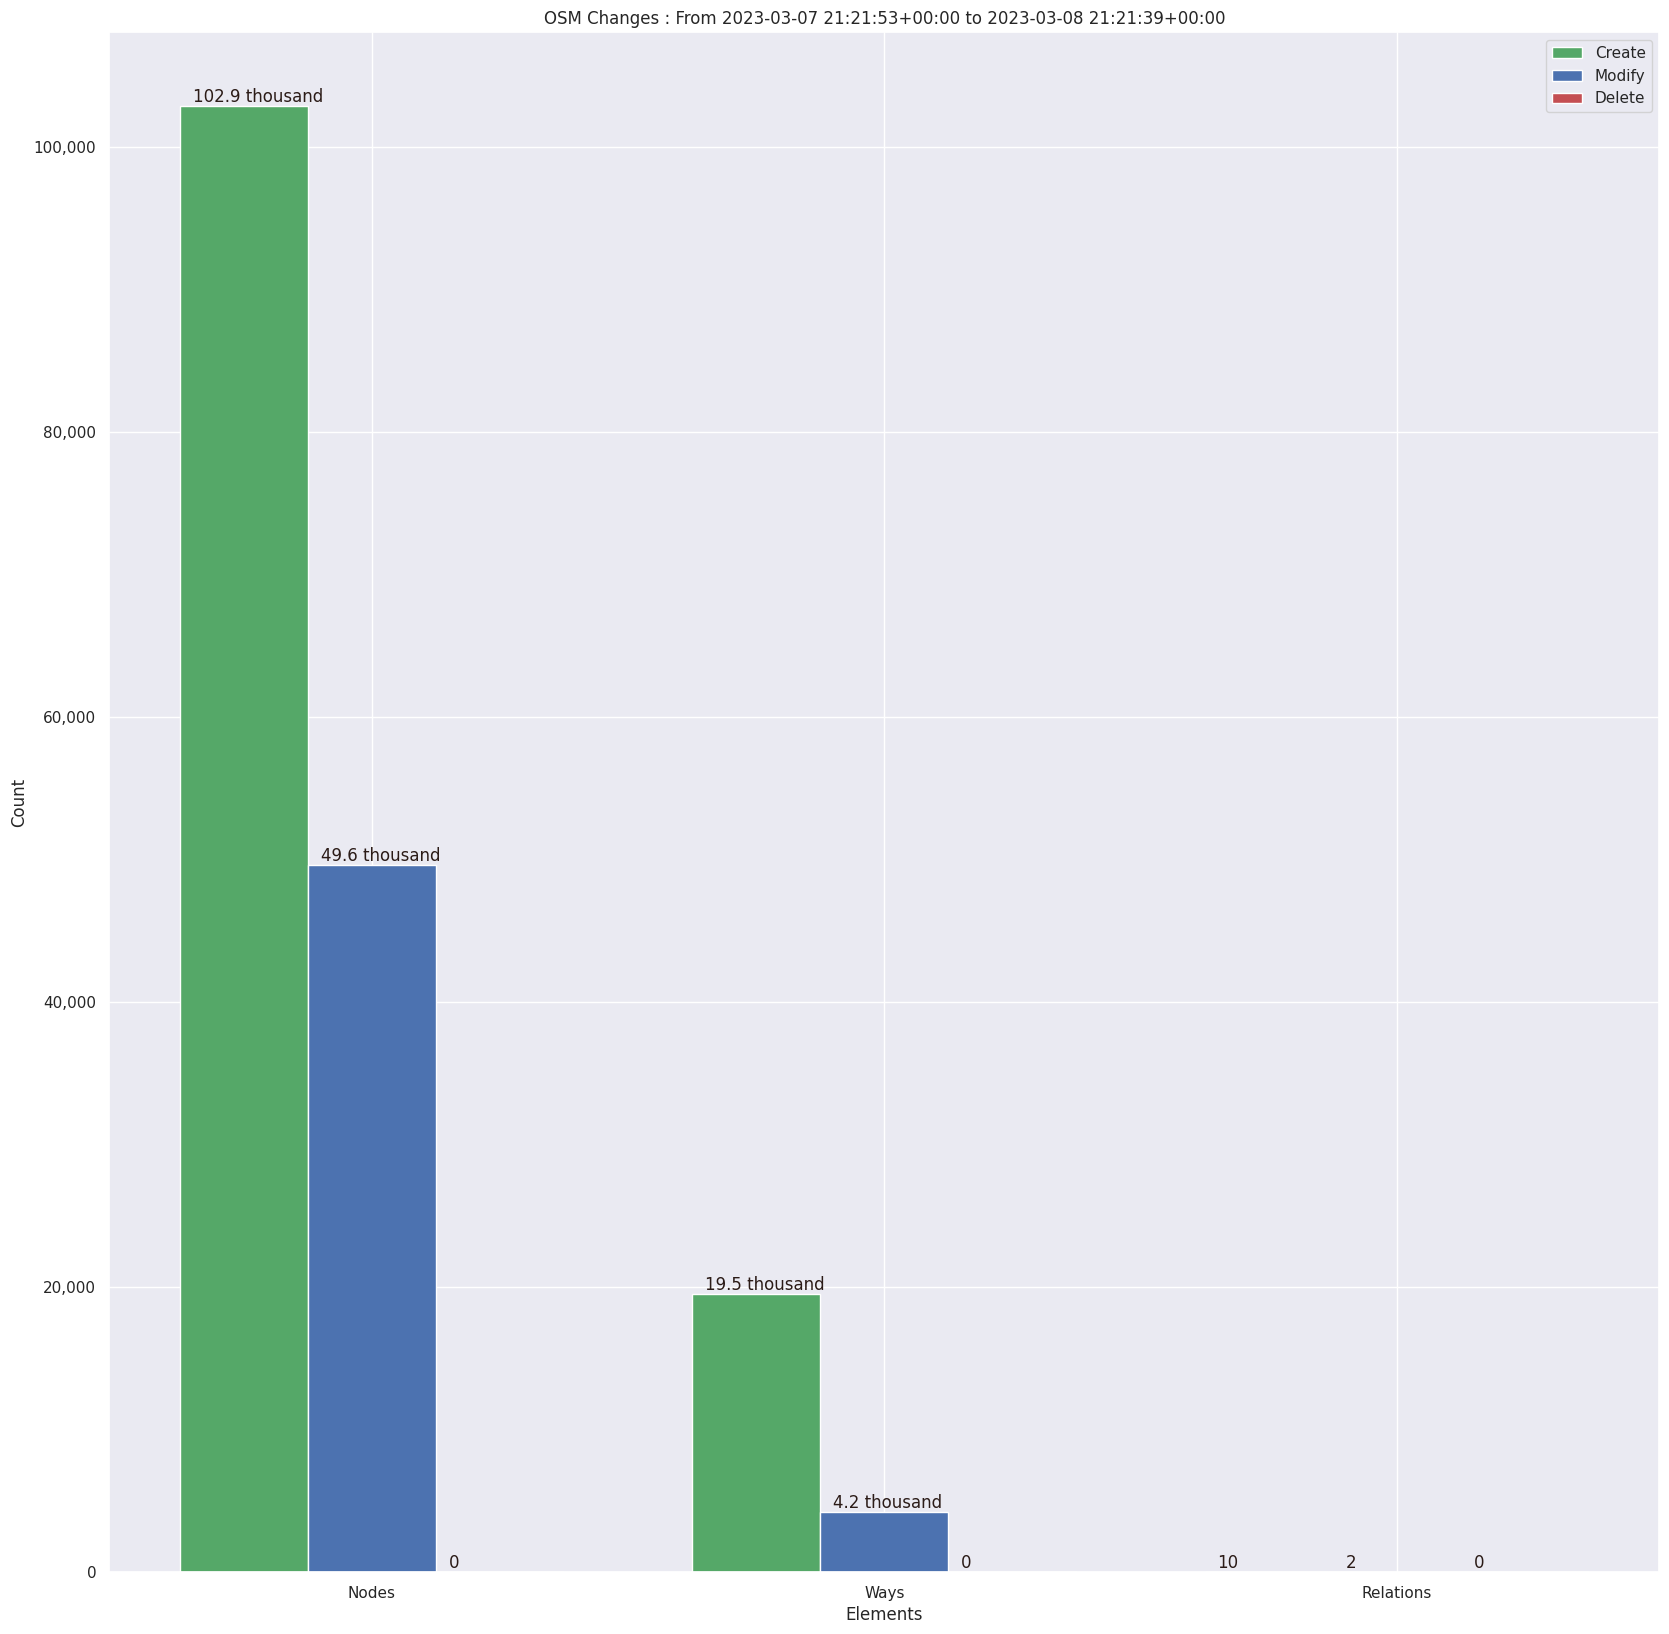 OSM Changes : From 2023-03-07 21:21:53+00:00 to 2023-03-08 21:21:39+00:00
Create
Modify
Delete
102.9 thousand
100,000
80,000
60,000
Count
49.6 thousand
40,000
20,000
19.5 thousand
4.2 thousand
0
0
0
10
2
0
Nodes
Ways
Relations
Elements